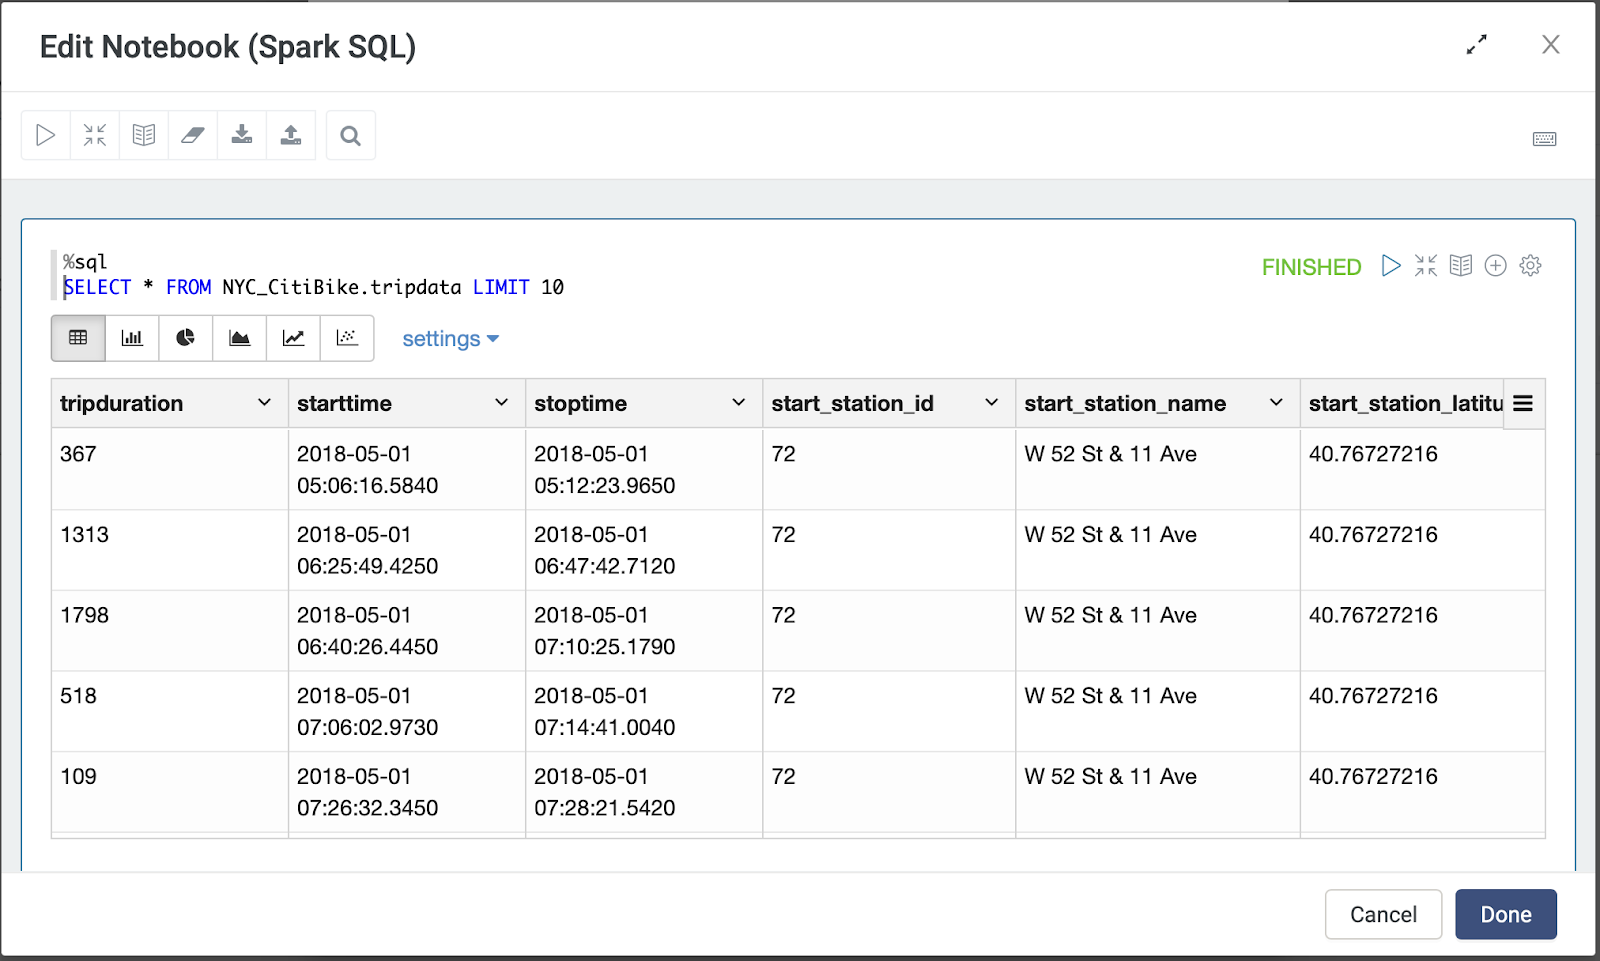 Edit Notebook (Spark SQL)
%sql
SELECT * FROM NYC_CitiBike.tripdata LIMIT 10
FINISHED
settings
tripduration starttime stoptime start_station_id start_station_name start_station_latitu
367 2018-05-01 2018-05-01 72 W 52 St & 11 Ave 40.76727216
05:06:16.5840 05:12:23.9650
1313 2018-05-01 2018-05-01 72 W 52 St & 11 Ave 40.76727216
06:25:49.4250 06:47:42.7120
1798 2018-05-01 2018-05-01 72 W 52 St & 11 Ave 40.76727216
06:40:26.4450 07:10:25.1790
518 2018-05-01 2018-05-01 72 W 52 St & 11 Ave 40.76727216
07:06:02.9730 07:14:41.0040
109 2018-05-01 2018-05-01 72 W 52 St & 11 Ave 40.76727216
07:26:32.3450 07:28:21.5420
Cancel Done